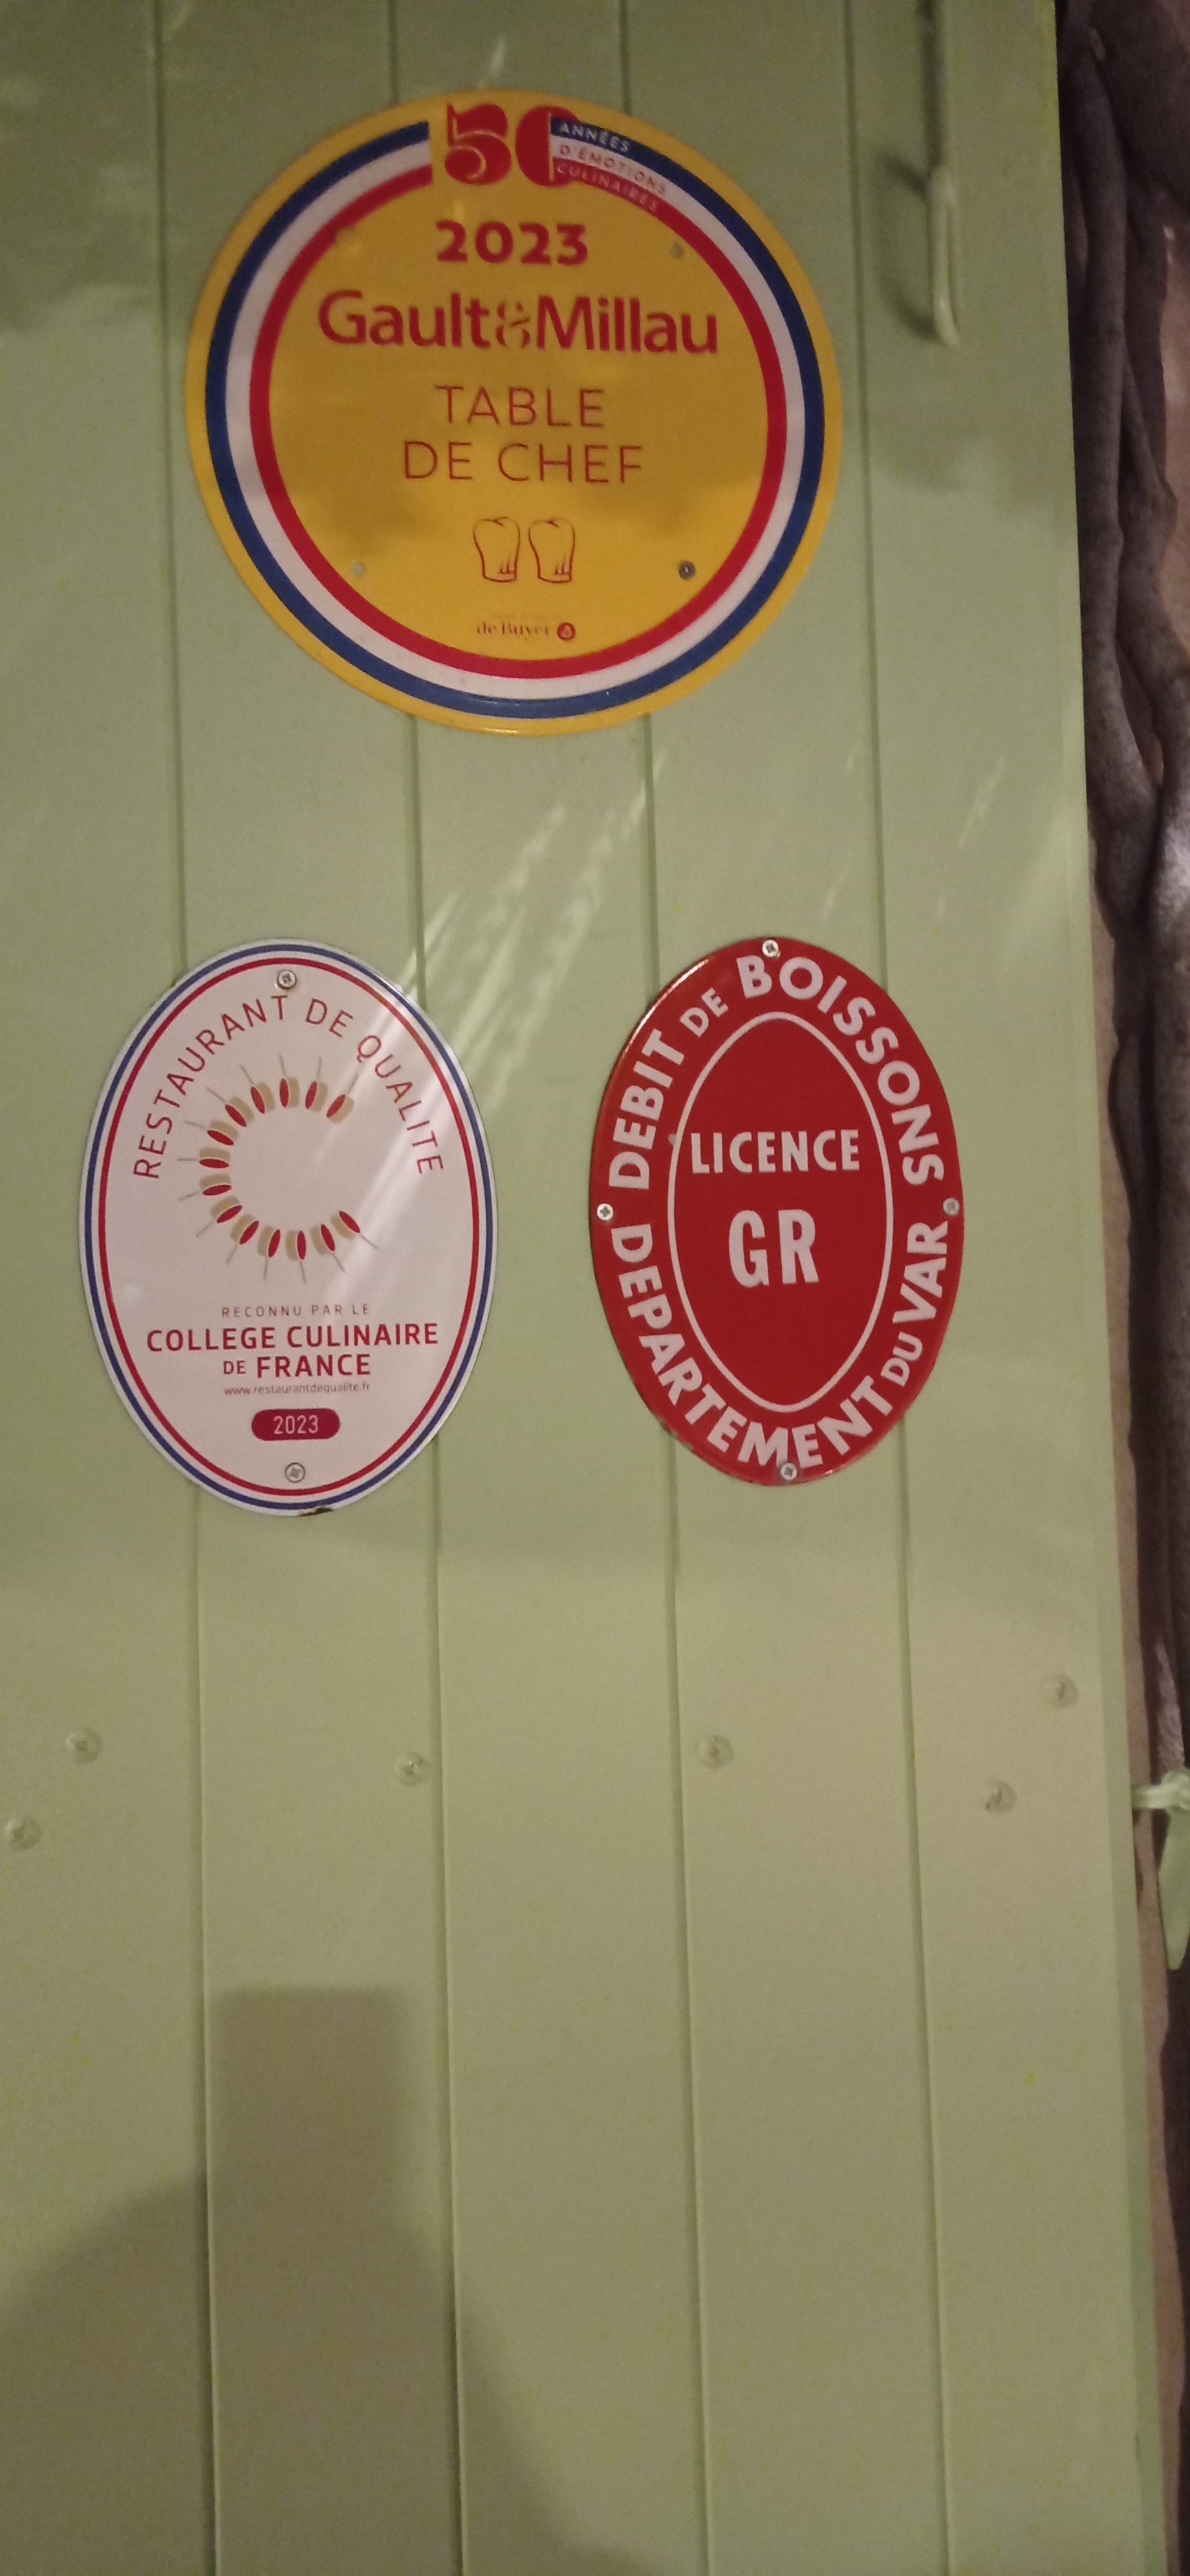 50 ANNÉES
D'ÉMOTIONS
CULINAIRES
2023
Gault&Millau
TABLE
DE CHEF
de Buyer
RESTAURANT DE QUALITE
RECONNU PAR LE
COLLEGE CULINAIRE
DE FRANCE
www.restaurantdequalite.fr
2023
DEBIT DE BOISSONS
LICENCE
GR
DEPARTEMENT DU VAR